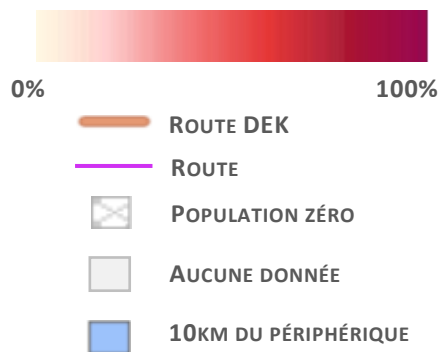 0% 100%
ROUTE DEK
ROUTE
POPULATION ZÉRO
AUCUNE DONNÉE
10KM DU PÉRIPHÉRIQUE